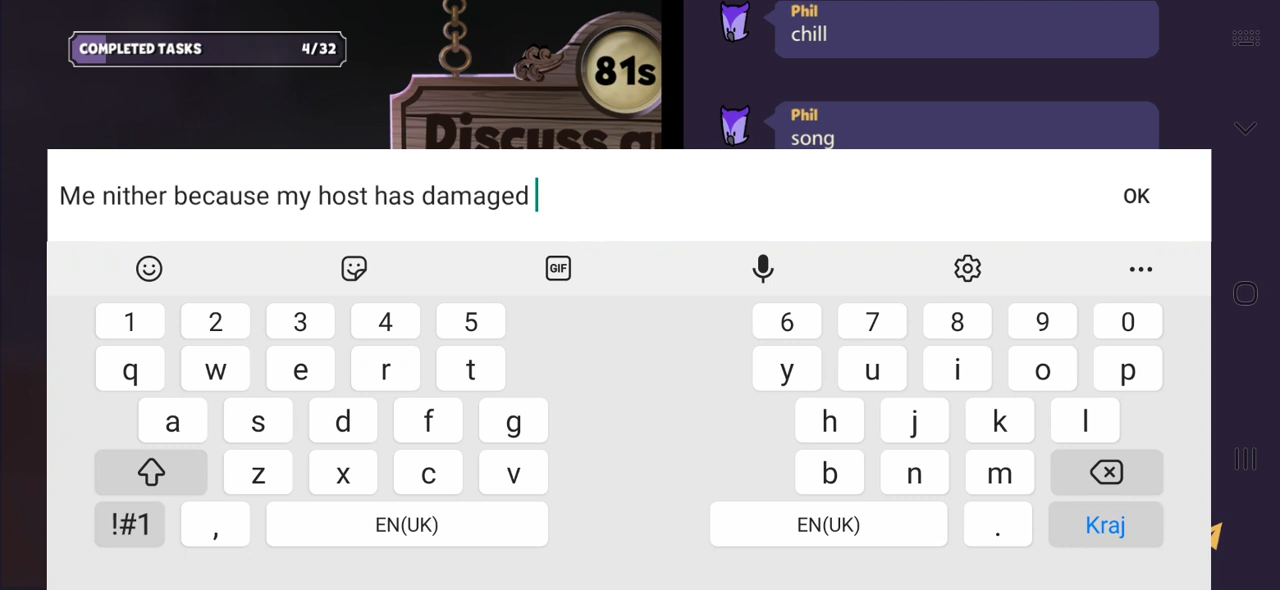 COMPLETED TASKS 4/32
81s
Discuss a
Phil
chill
Phil
song
Me nither because my host has damaged
OK
GIF
1 2 3 4 5 6 7 8 9 0
q w e r t y u i o p
a s d f g h j k l
z x c v b n m
!#1 , EN(UK) EN(UK) . Kraj